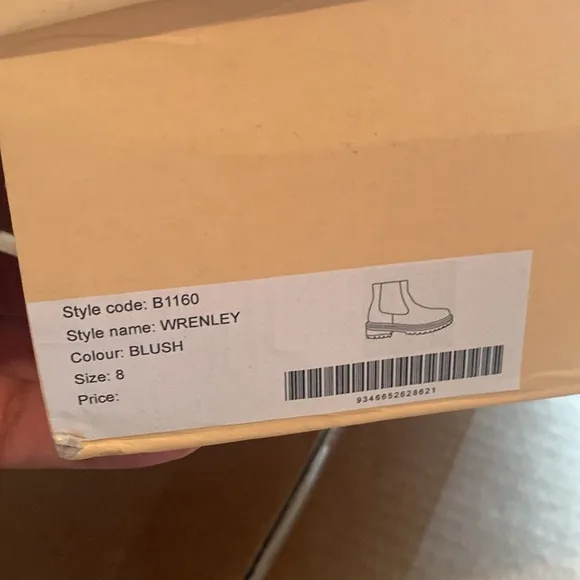 Style code: B1160
Style name: WRENLEY
Colour: BLUSH
Size: 8
Price:
9346652628621